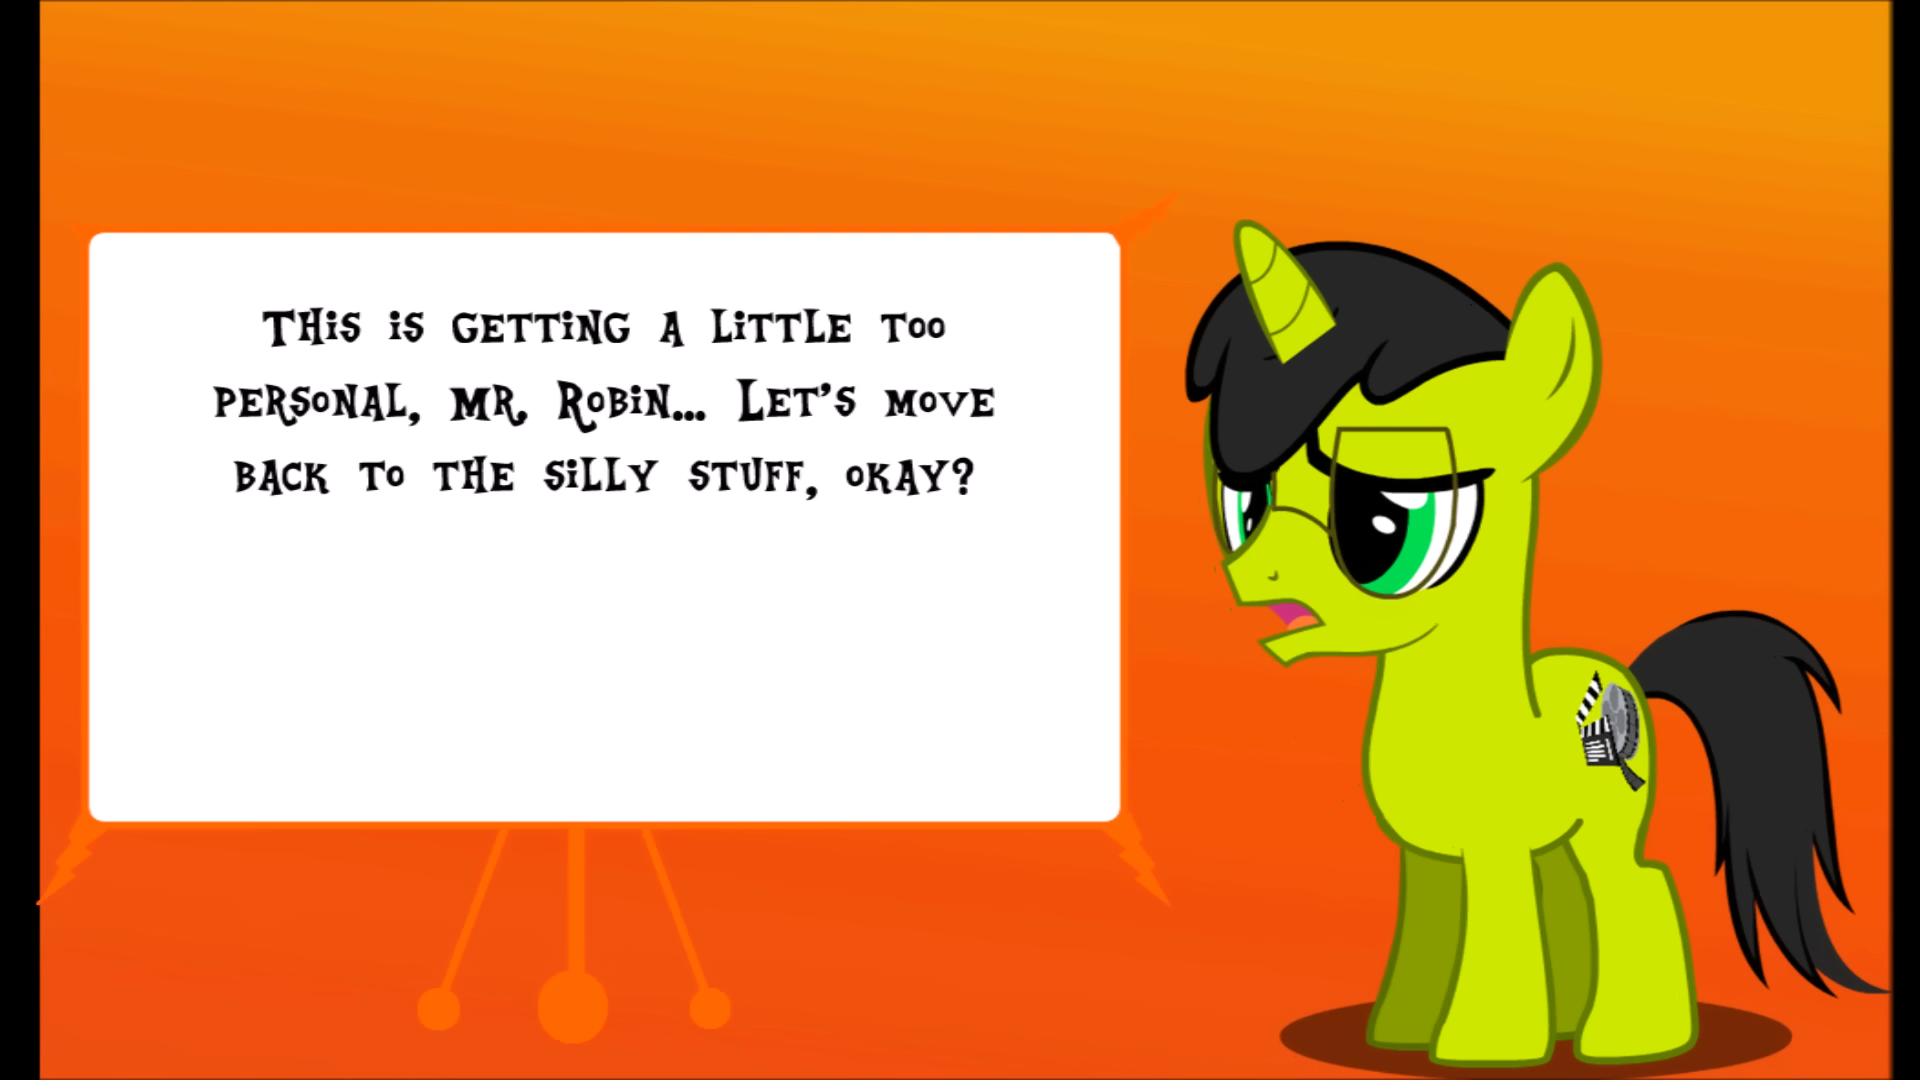 This is getting a little too
personal, Mr. Robin... Let's move
back to the silly stuff, okay?